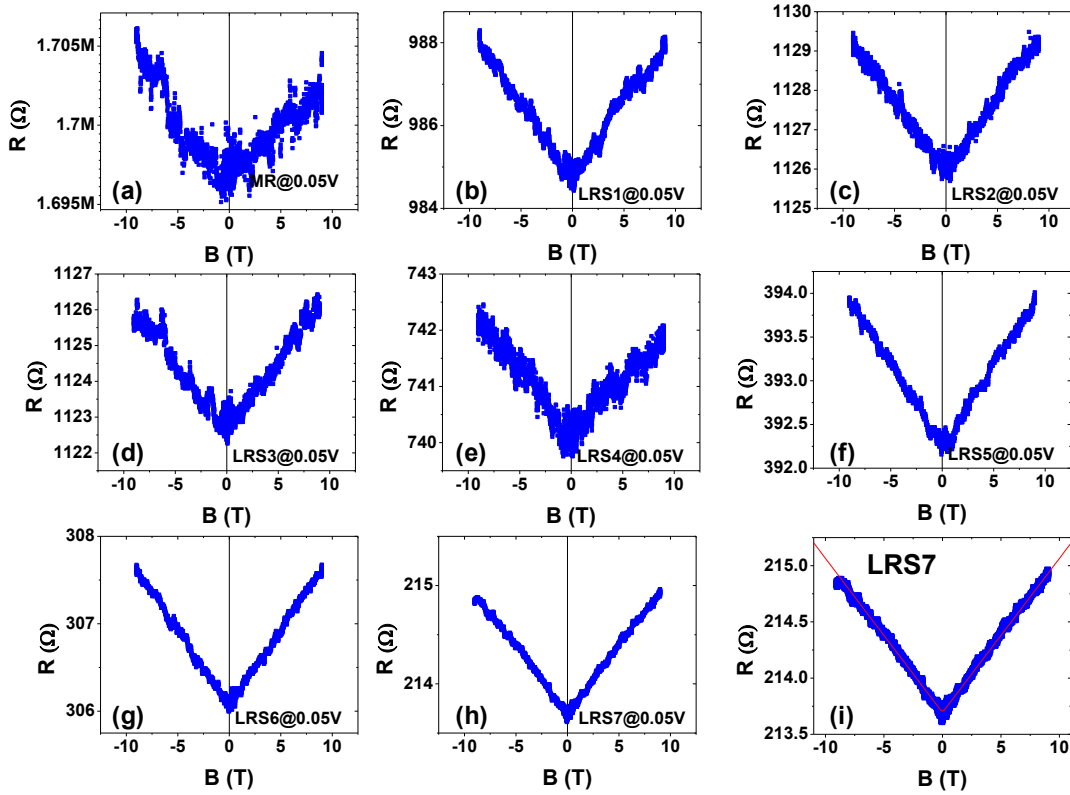 1.705M
1.7M
1.695M
R (Ω)
(a)
MR@0.05V
-10 -5 0 5 10
B (T)
988
986
984
R (Ω)
(b)
LRS1@0.05V
-10 -5 0 5 10
B (T)
1130
1129
1128
1127
1126
1125
R (Ω)
(c)
LRS2@0.05V
-10 -5 0 5 10
B (T)
1127
1126
1125
1124
1123
1122
R (Ω)
(d)
LRS3@0.05V
-10 -5 0 5 10
B (T)
743
742
741
740
R (Ω)
(e)
LRS4@0.05V
-10 -5 0 5 10
B (T)
394.0
393.5
393.0
392.5
392.0
R (Ω)
(f)
LRS5@0.05V
-10 -5 0 5 10
B (T)
308
307
306
R (Ω)
(g)
LRS6@0.05V
-10 -5 0 5 10
B (T)
215
214
R (Ω)
(h)
LRS7@0.05V
-10 -5 0 5 10
B (T)
215.0
214.5
214.0
213.5
R (Ω)
LRS7
(i)
-10 -5 0 5 10
B (T)